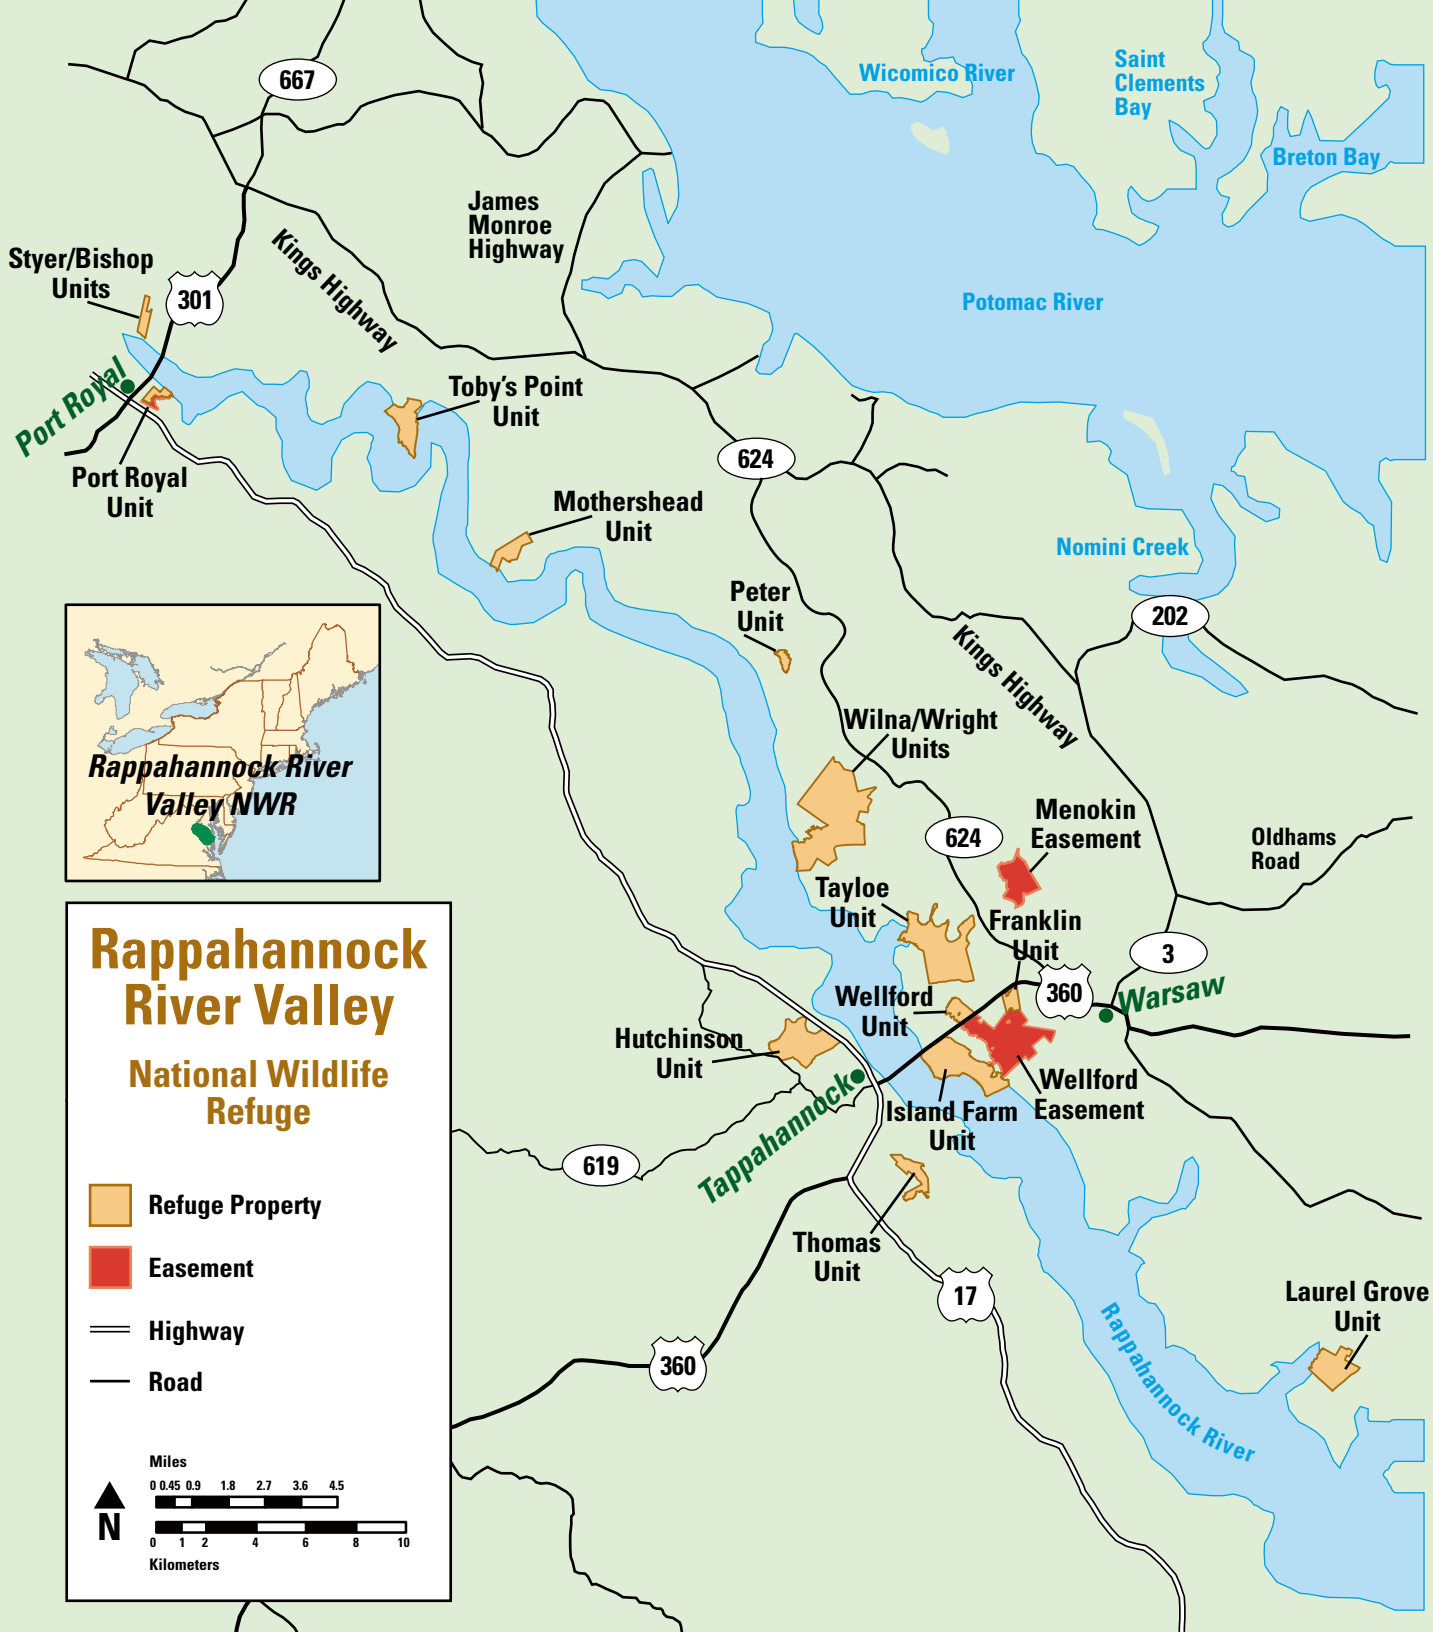 667
Wicomico River
Saint
Clements
Bay
Breton Bay
James
Monroe
Highway
Kings Highway
Styer/Bishop
Units
301
Potomac River
Port Royal
Toby's Point
Unit
Port Royal
Unit
624
Mothershead
Unit
Nomini Creek
Peter
Unit
202
Kings Highway
Wilna/Wright
Units
Rappahannock River
Valley NWR
Menokin
Easement
624
Oldhams
Road
Tayloe
Unit
Franklin
Unit
3
360
Warsaw
Wellford
Unit
Hutchinson
Unit
Wellford
Easement
Island Farm
Unit
Tappahannock
619
Thomas
Unit
17
Laurel Grove
Unit
360
Rappahannock River
Rappahannock
River Valley
National Wildlife
Refuge
Refuge Property
Easement
Highway
Road
Miles
0 0.45 0.9 1.8 2.7 3.6 4.5
N
0 1 2 4 6 8 10
Kilometers